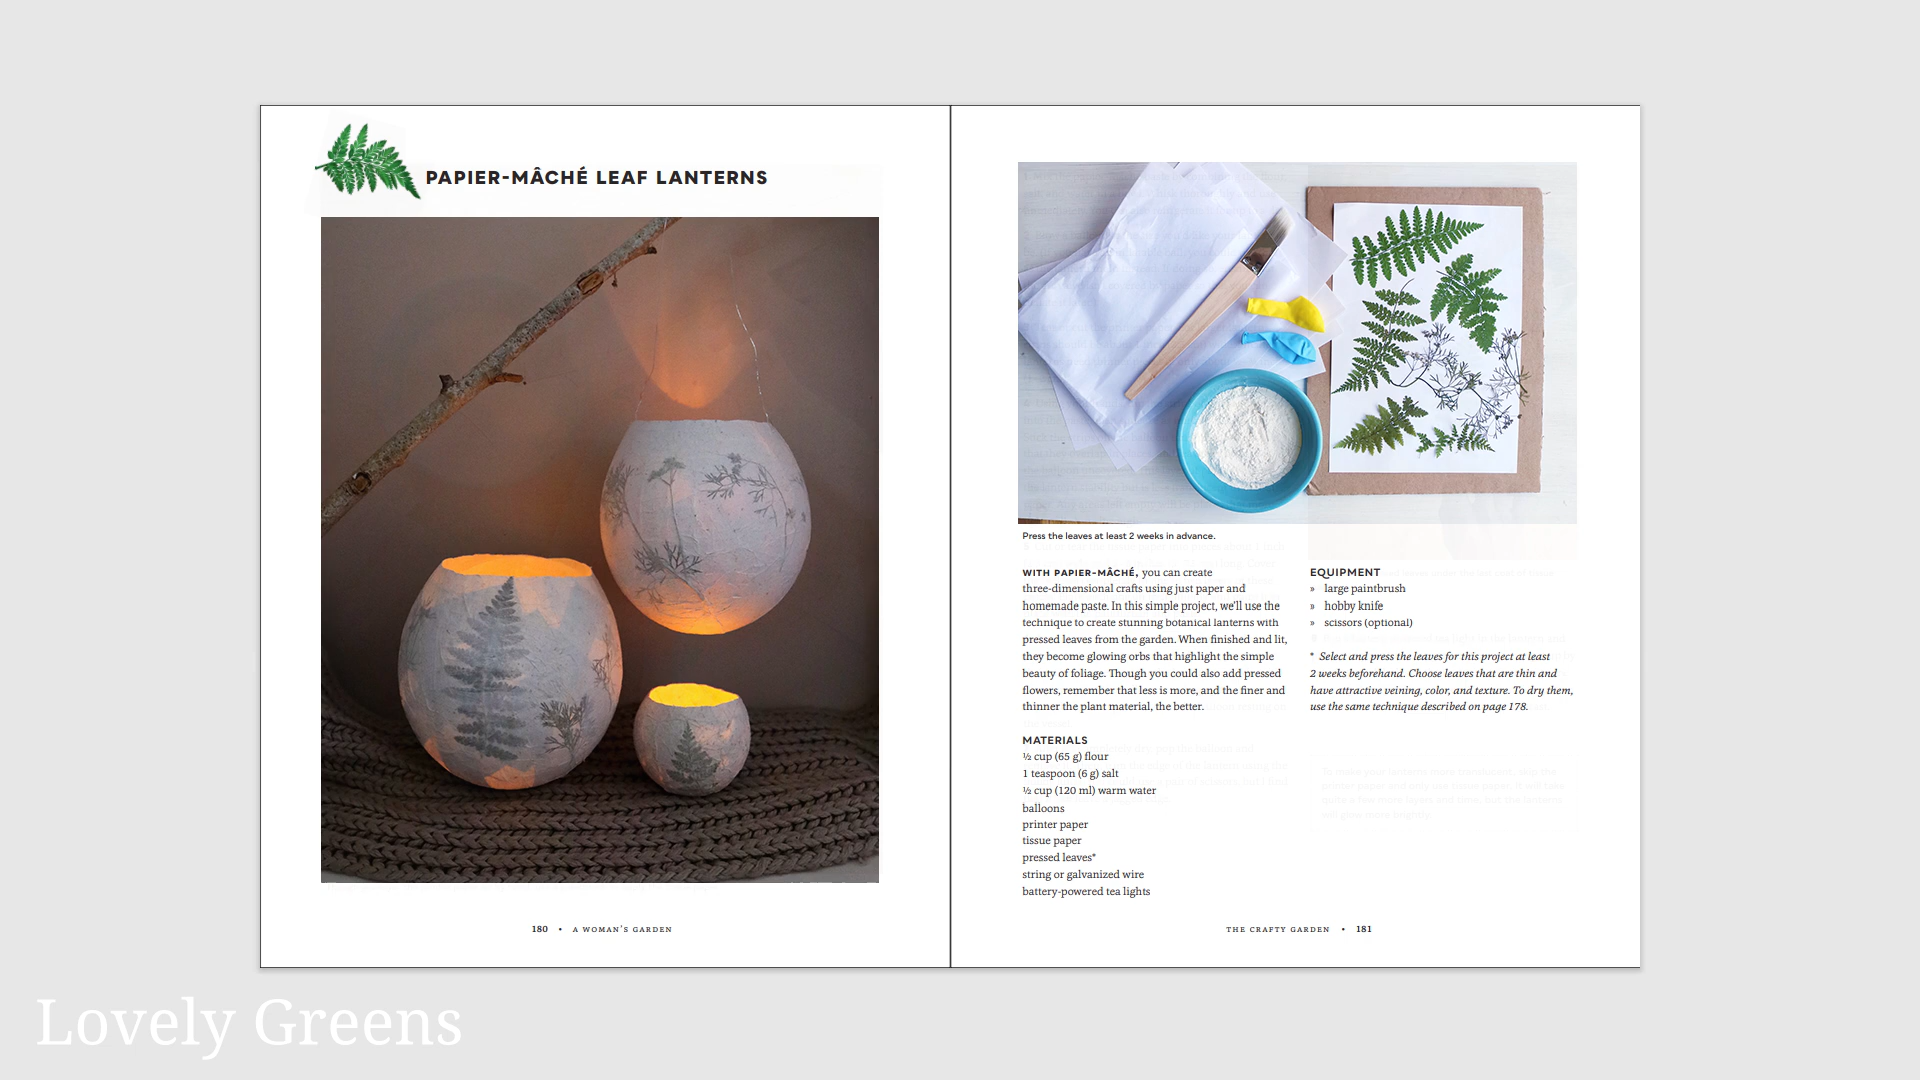 PAPIER-MÂCHÉ LEAF LANTERNS
180 • A WOMAN'S GARDEN
Press the leaves at least 2 weeks in advance.
WITH PAPIER-MÂCHÉ, you can create
three-dimensional crafts using just paper and
homemade paste. In this simple project, we'll use the
technique to create stunning botanical lanterns with
pressed leaves from the garden. When finished and lit,
they become glowing orbs that highlight the simple
beauty of foliage. Though you could also add pressed
flowers, remember that less is more, and the finer and
thinner the plant material, the better.
MATERIALS
½ cup (65 g) flour
1 teaspoon (6 g) salt
½ cup (120 ml) warm water
balloons
printer paper
tissue paper
pressed leaves*
string or galvanized wire
battery-powered tea lights
EQUIPMENT
» large paintbrush
» hobby knife
» scissors (optional)
* Select and press the leaves for this project at least
2 weeks beforehand. Choose leaves that are thin and
have attractive veining, color, and texture. To dry them,
use the same technique described on page 178.
THE CRAFTY GARDEN • 181
Lovely Greens